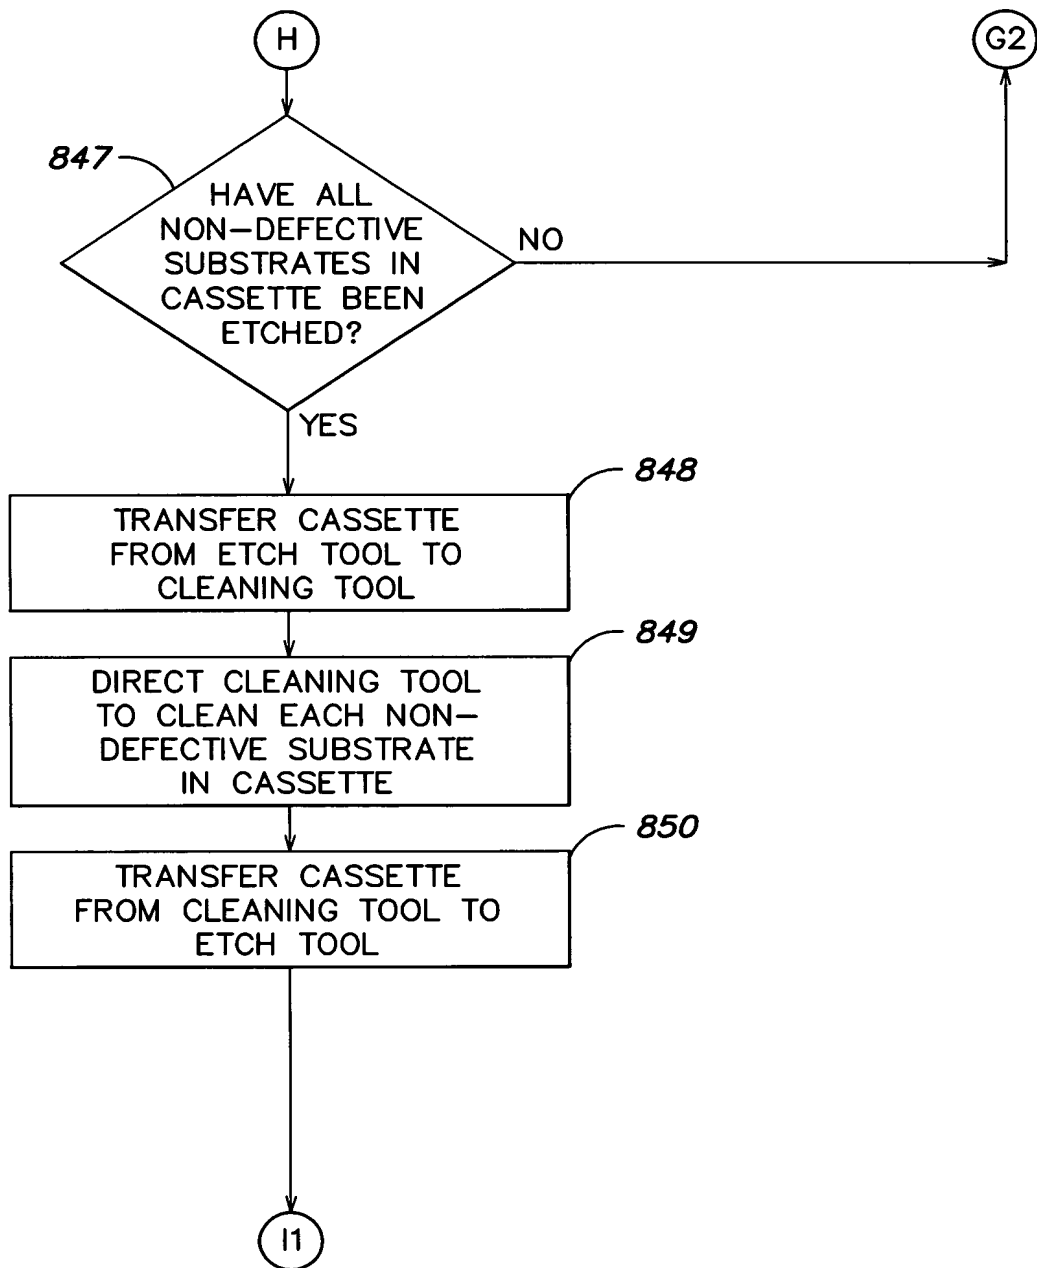 H
G2
847
HAVE ALL
NON-DEFECTIVE
SUBSTRATES IN
CASSETTE BEEN
ETCHED?
NO
YES
848
TRANSFER CASSETTE
FROM ETCH TOOL TO
CLEANING TOOL
849
DIRECT CLEANING TOOL
TO CLEAN EACH NON-
DEFECTIVE SUBSTRATE
IN CASSETTE
850
TRANSFER CASSETTE
FROM CLEANING TOOL TO
ETCH TOOL
I1